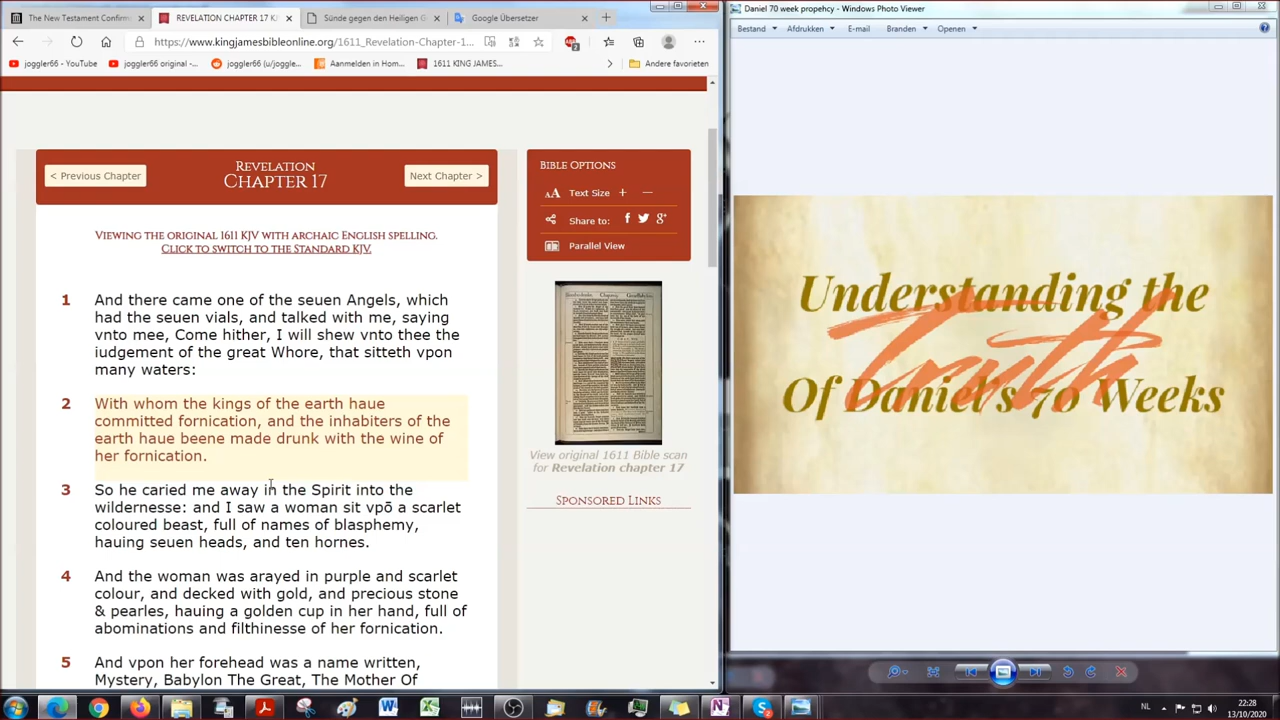 The New Testament Confirm
REVELATION CHAPTER 17 K
Sünde gegen den Heiligen G
Google Übersetzer
https://www.kingjamesbibleonline.org/1611_Revelation-Chapter-1...
joggler66 - YouTube
joggler66 original -...
joggler66 (u/joggle...
Aanmelden in Hom...
1611 KING JAMES...
Andere favorieten
< Previous Chapter
Revelation
Chapter 17
Next Chapter >
Viewing the original 1611 KJV with archaic English spelling.
Click to switch to the Standard KJV.
1 And there came one of the seuen Angels, which
had the seuen vials, and talked with me, saying
vnto mee, Come hither, I will shew vnto thee the
iudgement of the great Whore, that sitteth vpon
many waters:
2 With whom the kings of the earth haue
committed fornication, and the inhabiters of the
earth haue beene made drunk with the wine of
her fornication.
3 So he caried me away in the Spirit into the
wildernesse: and I saw a woman sit vpō a scarlet
coloured beast, full of names of blasphemy,
hauing seuen heads, and ten hornes.
4 And the woman was arayed in purple and scarlet
colour, and decked with gold, and precious stone
& pearles, hauing a golden cup in her hand, full of
abominations and filthinesse of her fornication.
5 And vpon her forehead was a name written,
Mystery, Babylon The Great, The Mother Of
Bible Options
AA Text Size + —
Share to: f g+
Parallel View
View original 1611 Bible scan
for Revelation chapter 17
Sponsored Links
Daniel 70 week propehcy - Windows Photo Viewer
Bestand
Afdrukken
E-mail
Branden
Openen
Understanding the
Truth
Of Daniel's 70 Weeks
NL
22:28
13/10/2020